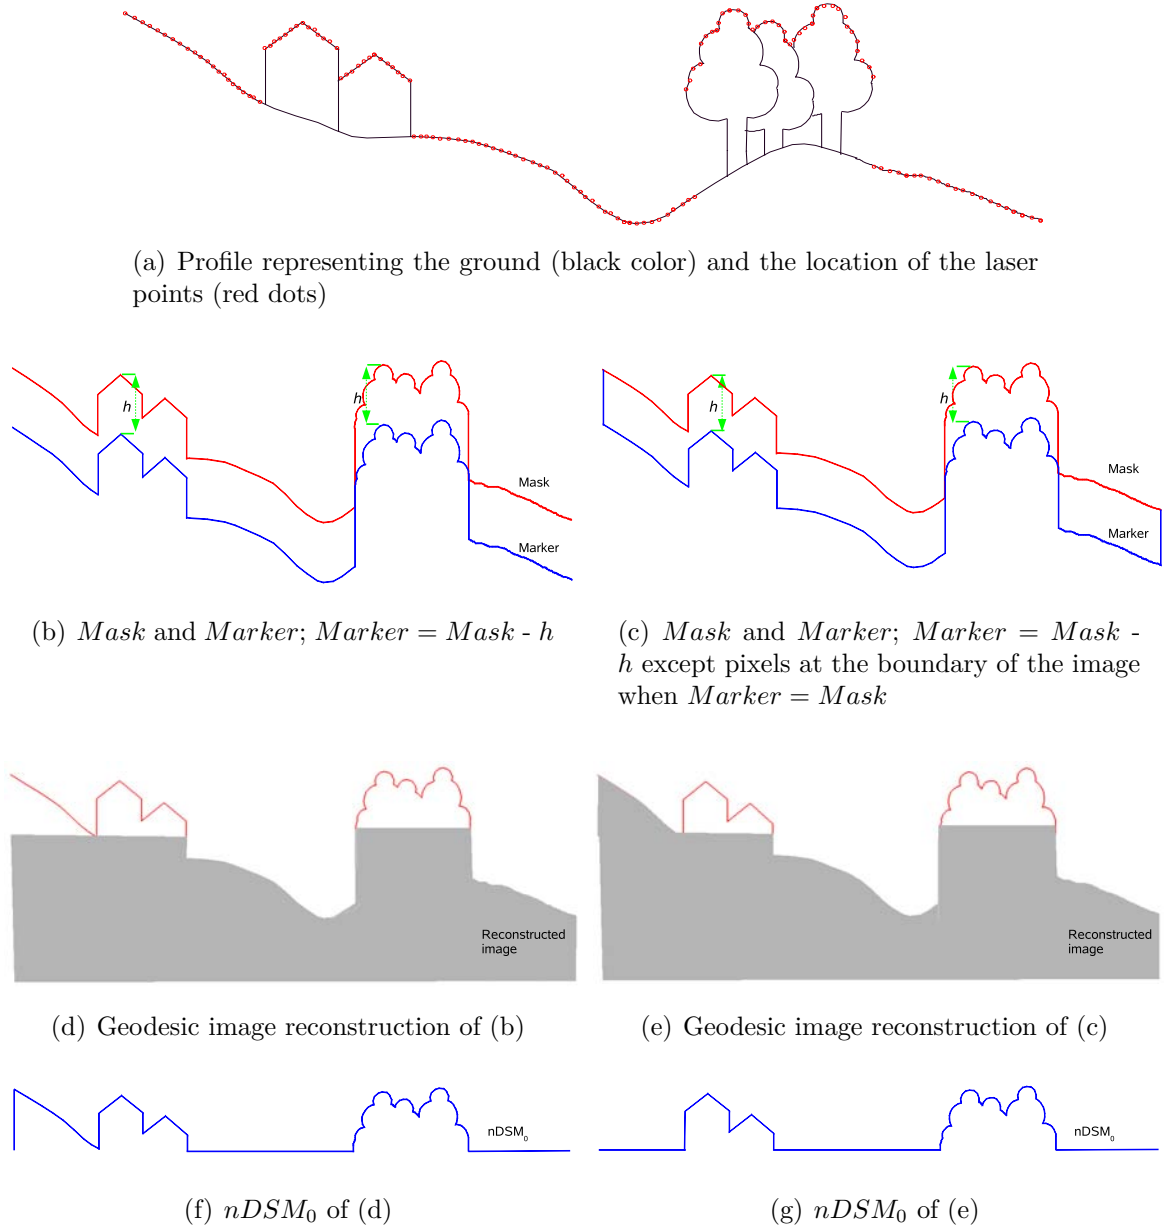 (a) Profile representing the ground (black color) and the location of the laser
points (red dots)
h
h
Mask
Marker
h
h
Mask
Marker
(b) Mask and Marker; Marker = Mask - h
(c) Mask and Marker; Marker = Mask -
h except pixels at the boundary of the image
when Marker = Mask
Reconstructed
image
Reconstructed
image
(d) Geodesic image reconstruction of (b)
(e) Geodesic image reconstruction of (c)
nDSM₀
nDSM₀
(f) nDSM₀ of (d)
(g) nDSM₀ of (e)